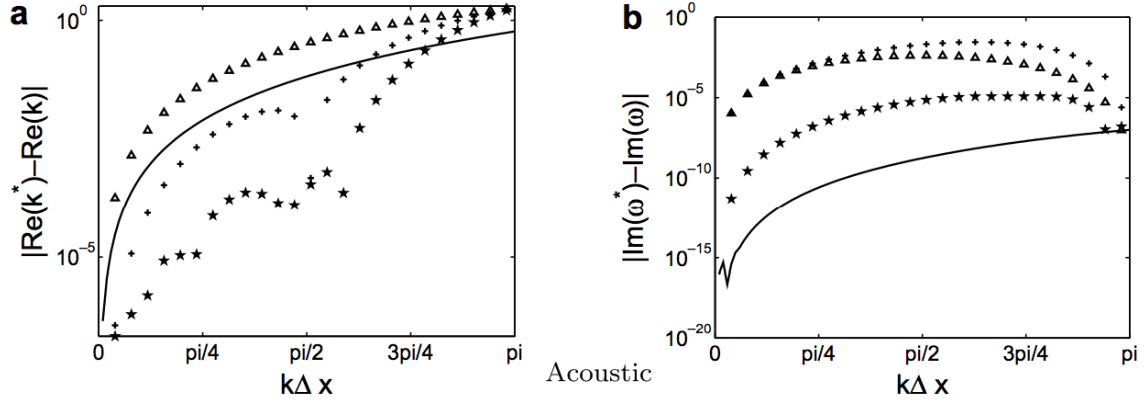 a
b
|Re(k*)−Re(k)|
10^0
10^−5
0
pi/4
pi/2
3pi/4
pi
kΔ x
Acoustic
|Im(ω*)−Im(ω)|
10^0
10^−5
10^−10
10^−15
10^−20
0
pi/4
pi/2
3pi/4
pi
kΔ x